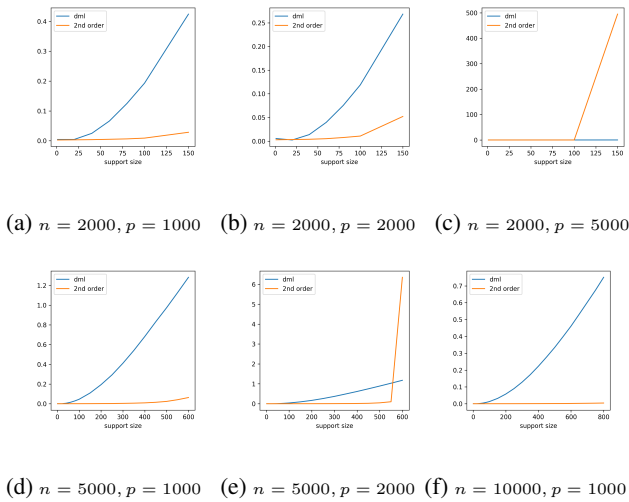 dml
2nd order
0.4
0.3
0.2
0.1
0.0
0 25 50 75 100 125 150
support size
(a) n = 2000, p = 1000
dml
2nd order
0.25
0.20
0.15
0.10
0.05
0.00
0 25 50 75 100 125 150
support size
(b) n = 2000, p = 2000
dml
2nd order
500
400
300
200
100
0
0 25 50 75 100 125 150
support size
(c) n = 2000, p = 5000
dml
2nd order
1.2
1.0
0.8
0.6
0.4
0.2
0.0
0 100 200 300 400 500 600
support size
(d) n = 5000, p = 1000
dml
2nd order
6
5
4
3
2
1
0
0 100 200 300 400 500 600
support size
(e) n = 5000, p = 2000
dml
2nd order
0.7
0.6
0.5
0.4
0.3
0.2
0.1
0.0
0 200 400 600 800
support size
(f) n = 10000, p = 1000